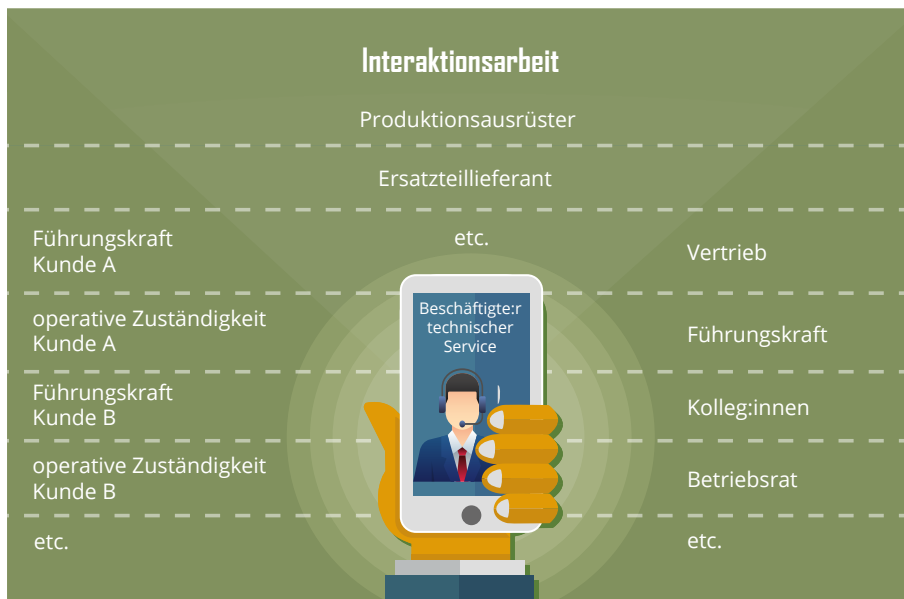 Interaktionsarbeit
Produktionsausrüster
Ersatzteillieferant
etc.
Führungskraft
Kunde A
operative Zuständigkeit
Kunde A
Führungskraft
Kunde B
operative Zuständigkeit
Kunde B
etc.
Beschäftigte:r
technischer
Service
Vertrieb
Führungskraft
Kolleg:innen
Betriebsrat
etc.